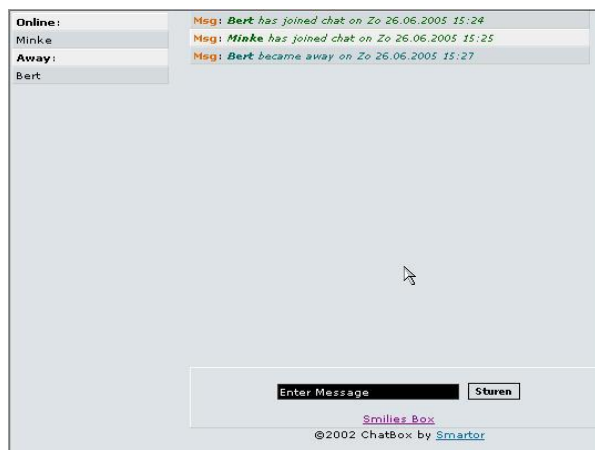 Online:
Minke
Away:
Bert
Msg: Bert has joined chat on Zo 26.06.2005 15:24
Msg: Minke has joined chat on Zo 26.06.2005 15:25
Msg: Bert became away on Zo 26.06.2005 15:27
Enter Message
Sturen
Smilies Box
©2002 ChatBox by Smartor